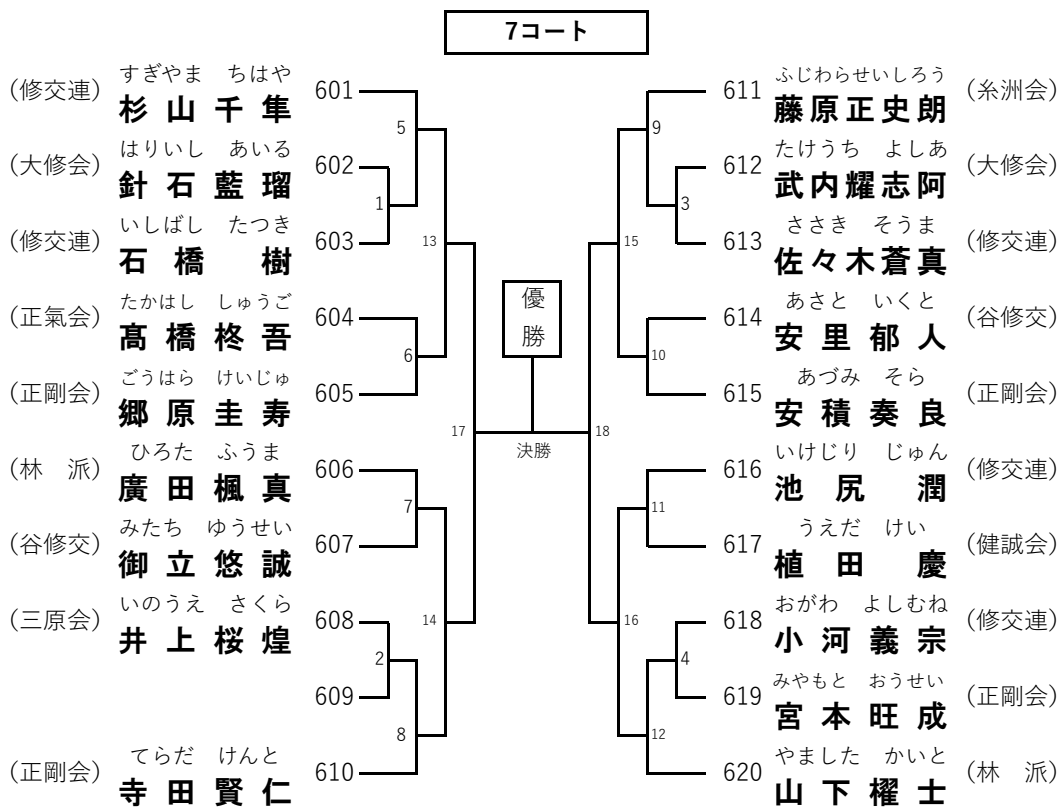 7コート
すぎやま　ちはや
(修交連) 杉山千隼 601
はりいし　あいる
(大修会) 針石藍瑠 602
いしばし　たつき
(修交連) 石橋　樹 603
たかはし　しゅうご
(正氣会) 髙橋柊吾 604
ごうはら　けいじゅ
(正剛会) 郷原圭寿 605
ひろた　ふうま
(林　派) 廣田楓真 606
みたち　ゆうせい
(谷修交) 御立悠誠 607
いのうえ　さくら
(三原会) 井上桜煌 608
609
てらだ　けんと
(正剛会) 寺田賢仁 610
5
1
13
6
17
7
14
2
8
優勝
決勝
9
3
15
10
18
11
16
4
12
ふじわらせいしろう
611 藤原正史朗 (糸洲会)
たけうち　よしあ
612 武内耀志阿 (大修会)
ささき　そうま
613 佐々木蒼真 (修交連)
あさと　いくと
614 安里郁人 (谷修交)
あづみ　そら
615 安積奏良 (正剛会)
いけじり　じゅん
616 池尻　潤 (修交連)
うえだ　けい
617 植田　慶 (健誠会)
おがわ　よしむね
618 小河義宗 (修交連)
みやもと　おうせい
619 宮本旺成 (正剛会)
やました　かいと
620 山下櫂士 (林　派)